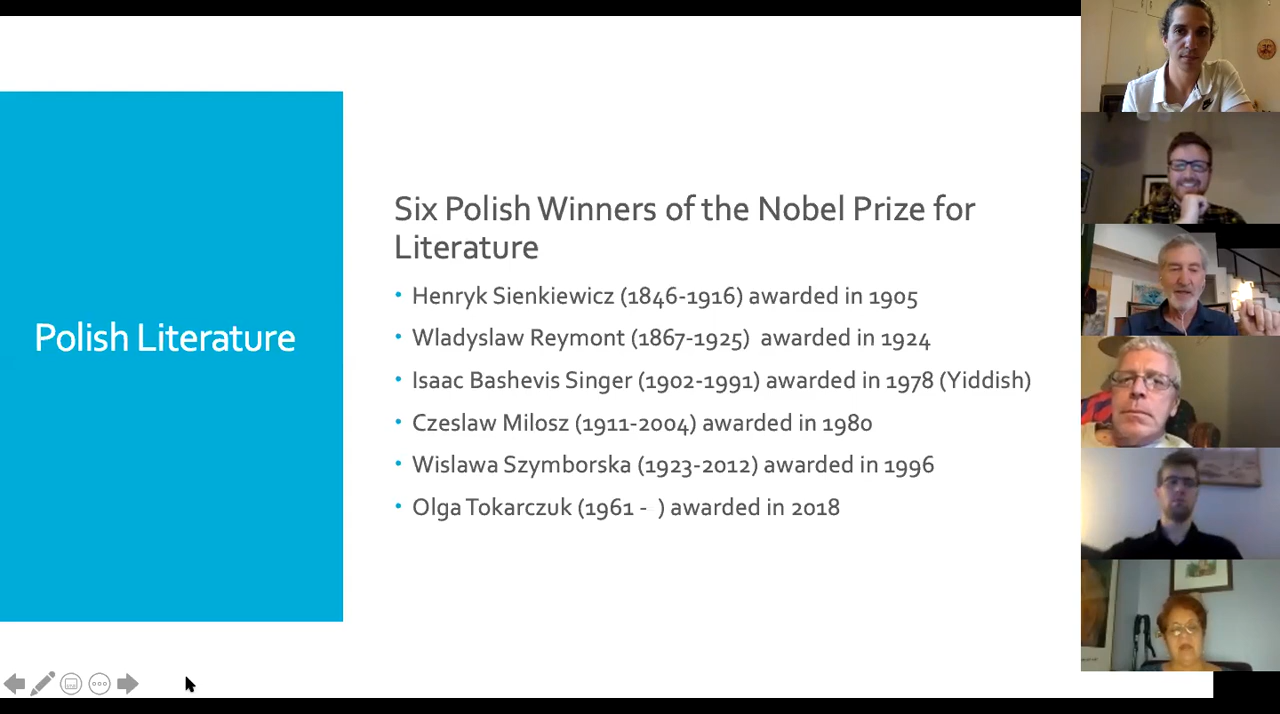 Polish Literature
Six Polish Winners of the Nobel Prize for
Literature
• Henryk Sienkiewicz (1846-1916) awarded in 1905
• Wladyslaw Reymont (1867-1925)  awarded in 1924
• Isaac Bashevis Singer (1902-1991) awarded in 1978 (Yiddish)
• Czeslaw Milosz (1911-2004) awarded in 1980
• Wislawa Szymborska (1923-2012) awarded in 1996
• Olga Tokarczuk (1961 -  ) awarded in 2018